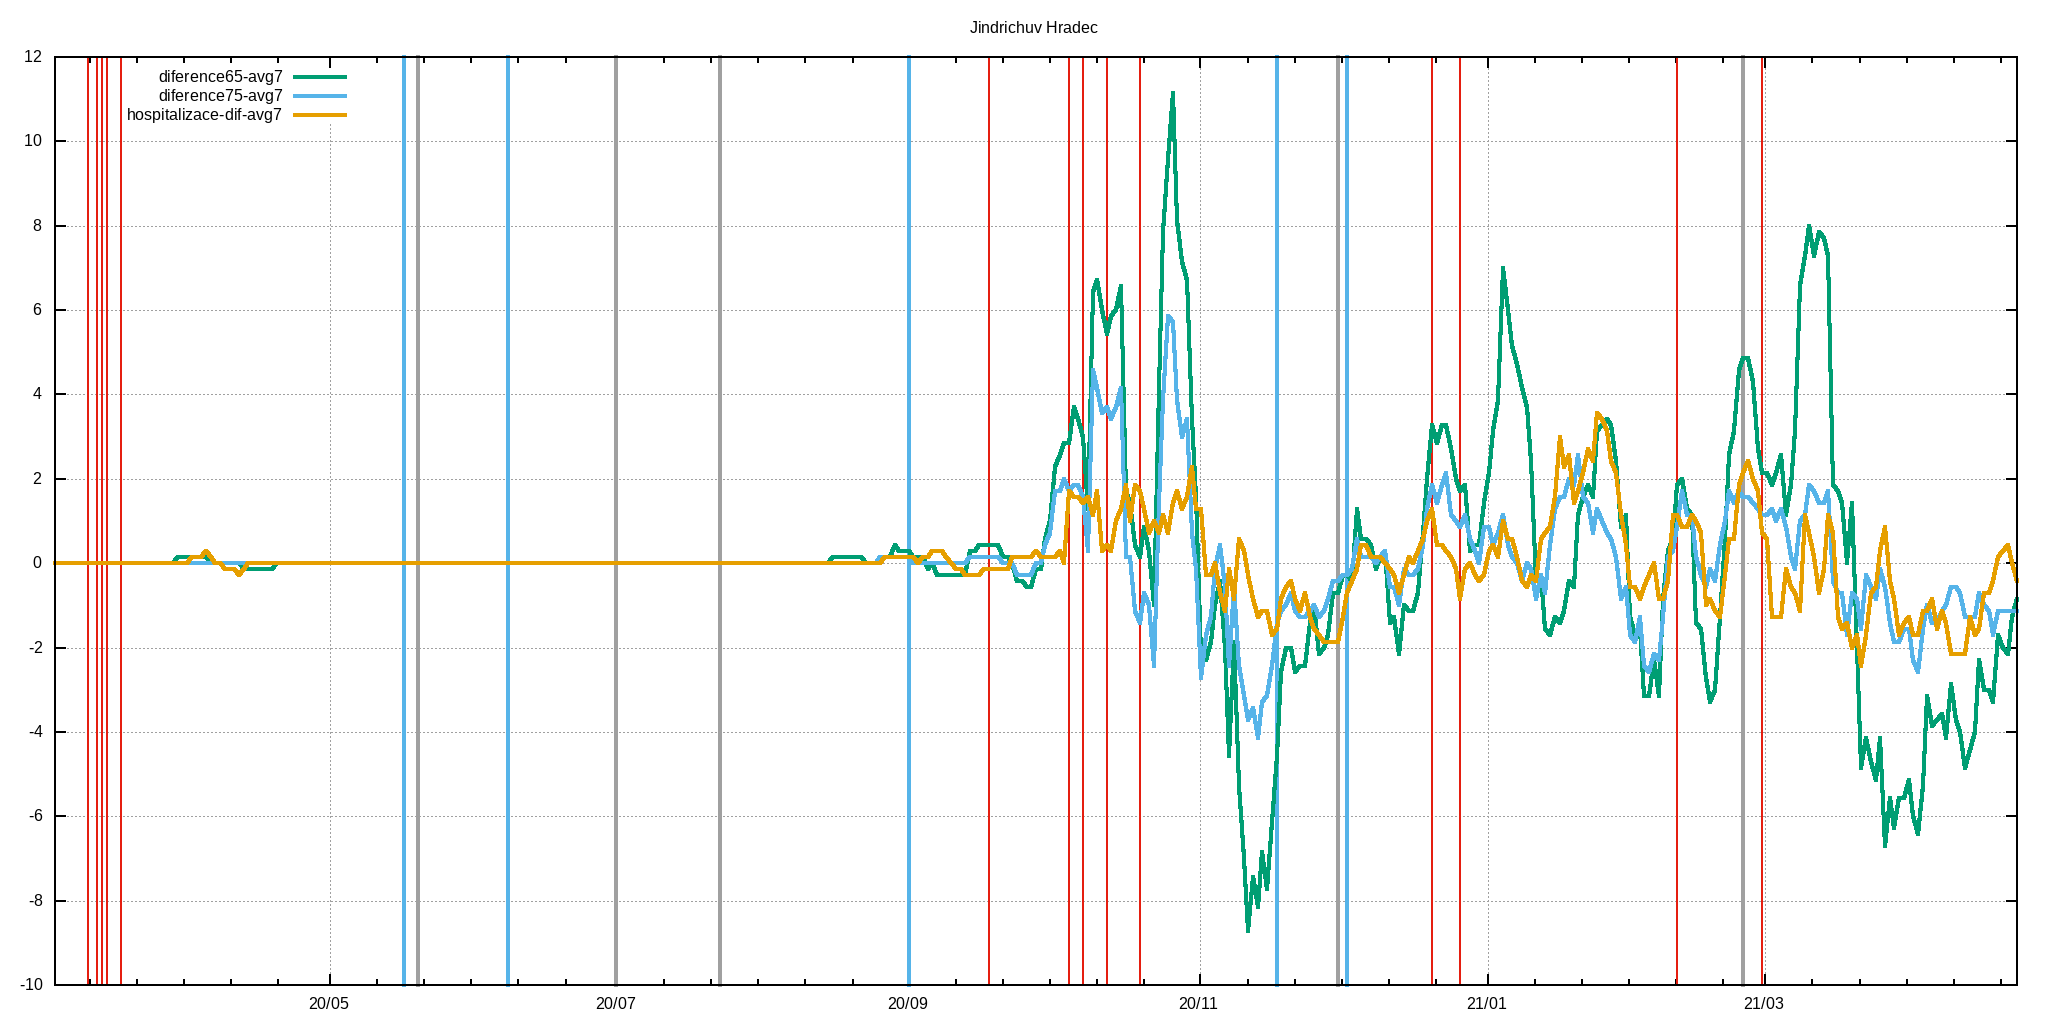 Jindrichuv Hradec
12
diference65-avg7
diference75-avg7
hospitalizace-dif-avg7
10
8
6
4
2
0
-2
-4
-6
-8
-10
20/05 20/07 20/09 20/11 21/01 21/03